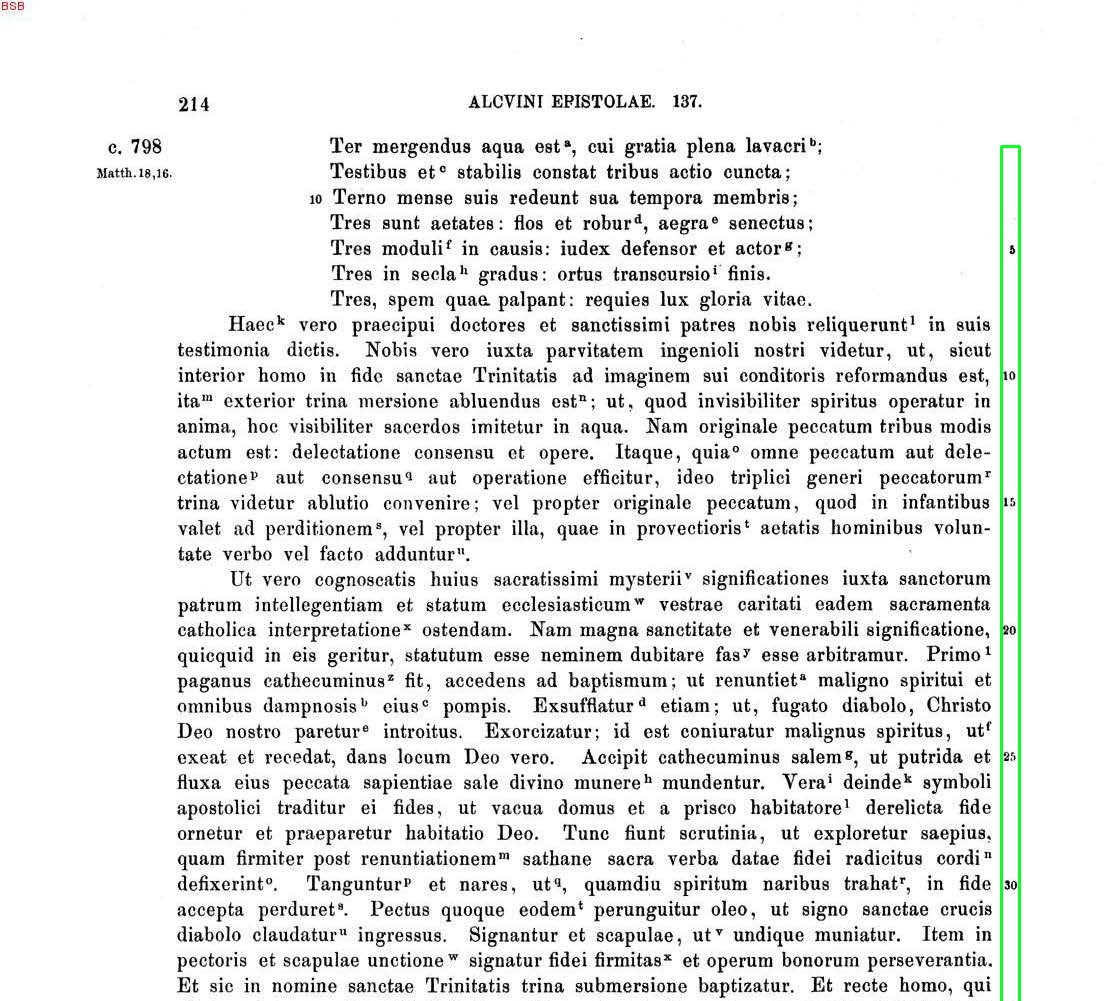 BSB
214 ALCVINI EPISTOLAE. 137.
c. 798 Ter mergendus aqua est ᵃ, cui gratia plena lavacri ᵇ;
Matth. 18,16. Testibus et ᶜ stabilis constat tribus actio cuncta;
10 Terno mense suis redeunt sua tempora membris;
Tres sunt aetates: flos et robur ᵈ, aegra ᵉ senectus;
Tres moduli ᶠ in causis: iudex defensor et actor ᵍ; 5
Tres in secla ʰ gradus: ortus transcursio ⁱ finis.
Tres, spem quae palpant: requies lux gloria vitae.
Haec ᵏ vero praecipui doctores et sanctissimi patres nobis reliquerunt ˡ in suis
testimonia dictis. Nobis vero iuxta parvitatem ingenioli nostri videtur, ut, sicut
interior homo in fide sanctae Trinitatis ad imaginem sui conditoris reformandus est, 10
ita ᵐ exterior trina mersione abluendus est ⁿ; ut, quod invisibiliter spiritus operatur in
anima, hoc visibiliter sacerdos imitetur in aqua. Nam originale peccatum tribus modis
actum est: delectatione consensu et opere. Itaque, quia ᵒ omne peccatum aut dele-
ctatione ᵖ aut consensu q aut operatione efficitur, ideo triplici generi peccatorum ʳ
trina videtur ablutio convenire; vel propter originale peccatum, quod in infantibus 15
valet ad perditionem ˢ, vel propter illa, quae in provectioris ᵗ aetatis hominibus volun-
tate verbo vel facto adduntur ᵘ.
Ut vero cognoscatis huius sacratissimi mysterii ᵛ significationes iuxta sanctorum
patrum intellegentiam et statum ecclesiasticum ʷ vestrae caritati eadem sacramenta
catholica interpretatione ˣ ostendam. Nam magna sanctitate et venerabili significatione, 20
quicquid in eis geritur, statutum esse neminem dubitare fas ʸ esse arbitramur. Primo ¹
paganus cathecuminus ᶻ fit, accedens ad baptismum; ut renuntiet ᵃ maligno spiritui et
omnibus dampnosis ᵇ eius ᶜ pompis. Exsufflatur ᵈ etiam; ut, fugato diabolo, Christo
Deo nostro paretur ᵉ introitus. Exorcizatur; id est coniuratur malignus spiritus, ut ᶠ
exeat et recedat, dans locum Deo vero. Accipit cathecuminus salem ᵍ, ut putrida et 25
fluxa eius peccata sapientiae sale divino munere ʰ mundentur. Vera ⁱ deinde ᵏ symboli
apostolici traditur ei fides, ut vacua domus et a prisco habitatore ˡ derelicta fide
ornetur et praeparetur habitatio Deo. Tunc fiunt scrutinia, ut exploretur saepius,
quam firmiter post renuntiationem ᵐ sathane sacra verba datae fidei radicitus cordi ⁿ
defixerint ᵒ. Tanguntur ᵖ et nares, ut q, quamdiu spiritum naribus trahat ʳ, in fide 30
accepta perduret ˢ. Pectus quoque eodem ᵗ perunguitur oleo, ut signo sanctae crucis
diabolo claudatur ᵘ ingressus. Signantur et scapulae, ut ᵛ undique muniatur. Item in
pectoris et scapulae unctione ʷ signatur fidei firmitas ˣ et operum bonorum perseverantia.
Et sic in nomine sanctae Trinitatis trina submersione baptizatur. Et recte homo, qui